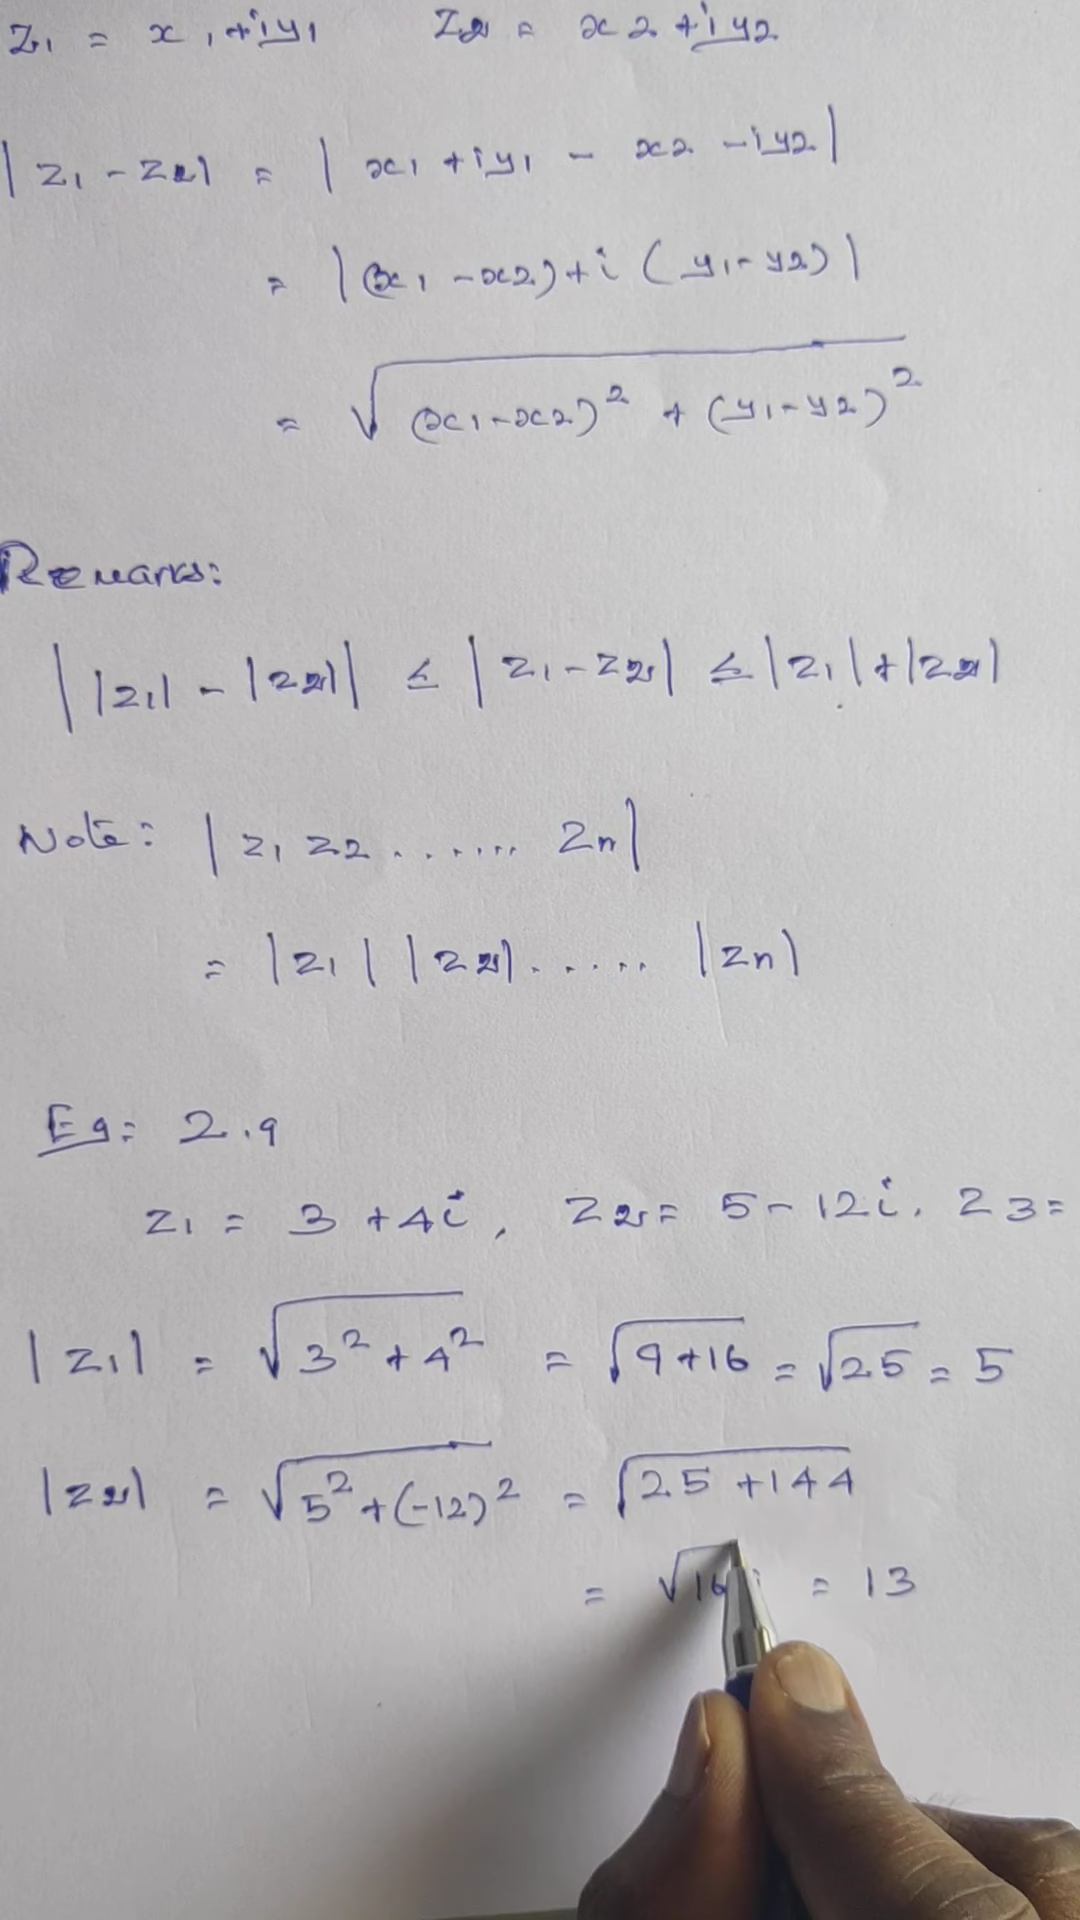 z1 = x1 + iy1 z2 = x2 + iy2
|z1 - z2| = |x1 + iy1 - x2 - iy2|
= |(x1 - x2) + i(y1 - y2)|
= √(x1 - x2)² + (y1 - y2)²
Remarks:
||z1| - |z2|| ≤ |z1 - z2| ≤ |z1| + |z2|
Note: |z1 z2 ....... zn|
= |z1| |z2| ...... |zn|
Eg: 2.9
z1 = 3 + 4i, z2 = 5 - 12i, z3 =
|z1| = √3² + 4² = √9 + 16 = √25 = 5
|z2| = √5² + (-12)² = √25 + 144
= = 13